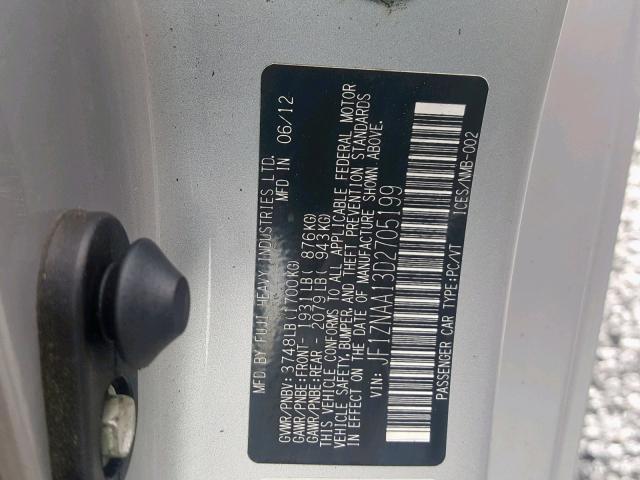 MFD BY FUJI HEAVY INDUSTRIES LTD.
MFD IN 06/12
GVWR/PNBV: 3748LB(1700KG)
GAWR/PNBE:FRONT- 1931LB( 876KG)
GAWR/PNBE:REAR- 2079LB( 943KG)
THIS VEHICLE CONFORMS TO ALL APPLICABLE FEDERAL MOTOR
VEHICLE SAFETY, BUMPER, AND THEFT PREVENTION STANDARDS
IN EFFECT ON THE DATE OF MANUFACTURE SHOWN ABOVE.
VIN: JF1ZNAA13D2705199
PASSENGER CAR TYPE:PC/VT
ICES/NMB-002